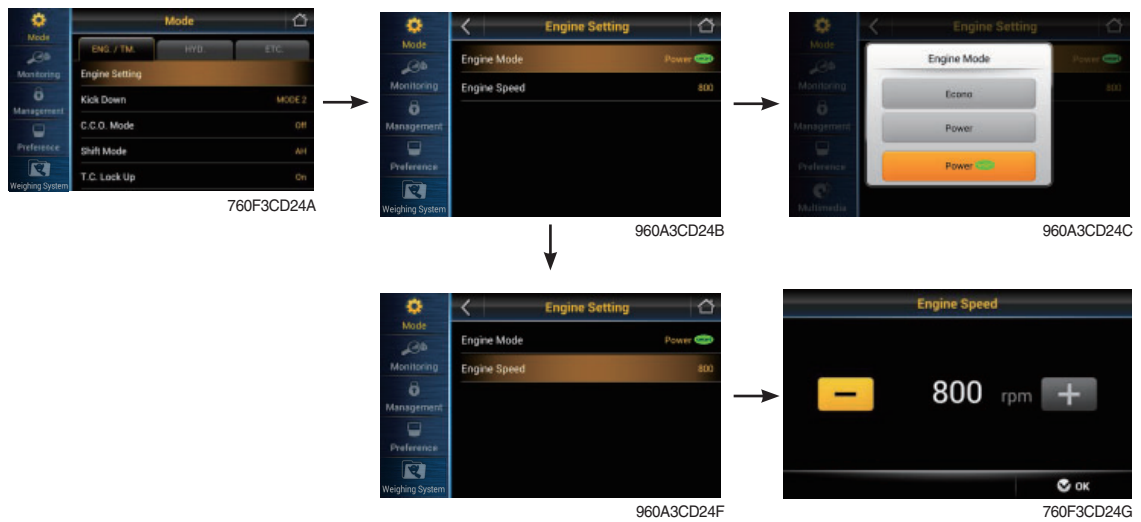 Mode
Mode
ENG. / TM.
HYD.
ETC.
Monitoring
Engine Setting
Management
Kick Down
MODE 2
C.C.O. Mode
Off
Preference
Shift Mode
AH
Weighing System
T.C. Lock Up
On
760F3CD24A
Mode
Engine Setting
Engine Mode
Power
Monitoring
Engine Speed
800
Management
Preference
Weighing System
960A3CD24B
Mode
Engine Setting
Power
Monitoring
800
Management
Preference
Multimedia
Engine Mode
Econo
Power
Power
960A3CD24C
Mode
Engine Setting
Engine Mode
Power
Monitoring
Engine Speed
800
Management
Preference
Weighing System
960A3CD24F
Engine Speed
800 rpm
OK
760F3CD24G